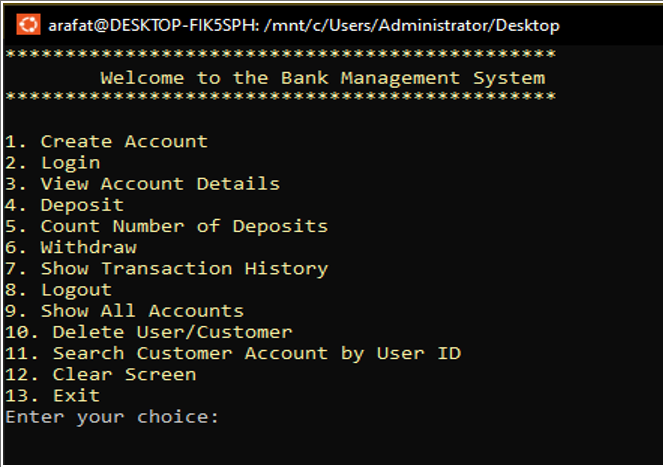 arafat@DESKTOP-FIK5SPH: /mnt/c/Users/Administrator/Desktop
**********************************************
Welcome to the Bank Management System
**********************************************
1. Create Account
2. Login
3. View Account Details
4. Deposit
5. Count Number of Deposits
6. Withdraw
7. Show Transaction History
8. Logout
9. Show All Accounts
10. Delete User/Customer
11. Search Customer Account by User ID
12. Clear Screen
13. Exit
Enter your choice: